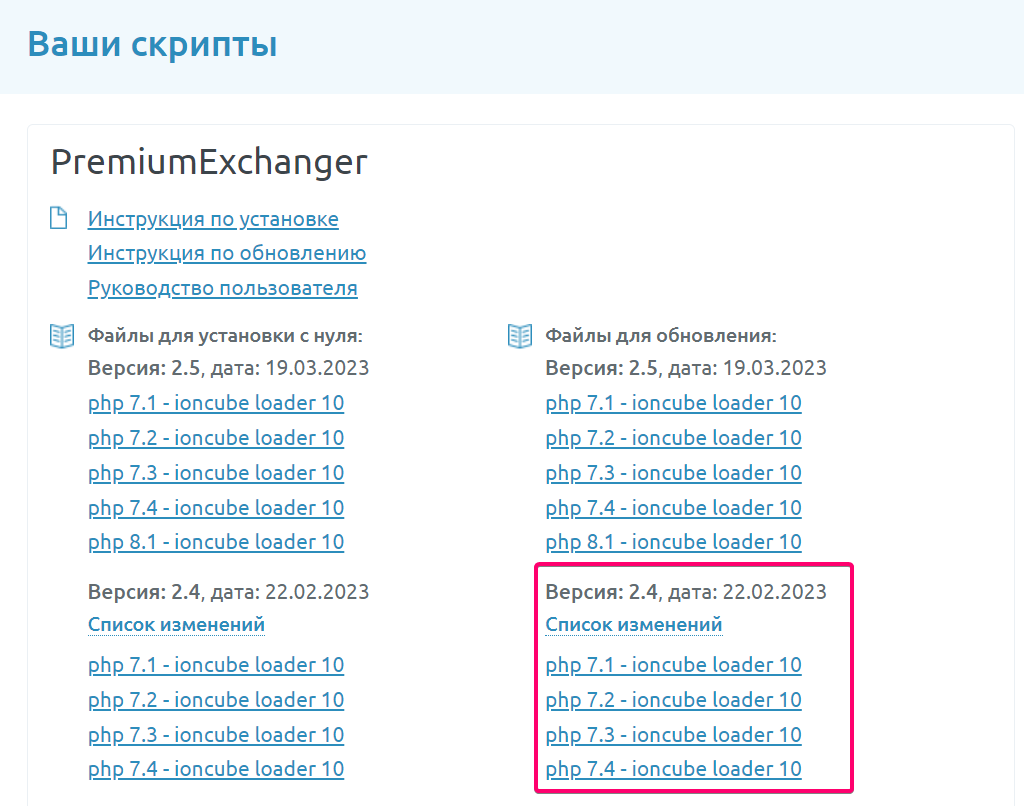 Ваши скрипты
PremiumExchanger
Инструкция по установке
Инструкция по обновлению
Руководство пользователя
Файлы для установки с нуля:
Версия: 2.5, дата: 19.03.2023
php 7.1 - ioncube loader 10
php 7.2 - ioncube loader 10
php 7.3 - ioncube loader 10
php 7.4 - ioncube loader 10
php 8.1 - ioncube loader 10
Версия: 2.4, дата: 22.02.2023
Список изменений
php 7.1 - ioncube loader 10
php 7.2 - ioncube loader 10
php 7.3 - ioncube loader 10
php 7.4 - ioncube loader 10
Файлы для обновления:
Версия: 2.5, дата: 19.03.2023
php 7.1 - ioncube loader 10
php 7.2 - ioncube loader 10
php 7.3 - ioncube loader 10
php 7.4 - ioncube loader 10
php 8.1 - ioncube loader 10
Версия: 2.4, дата: 22.02.2023
Список изменений
php 7.1 - ioncube loader 10
php 7.2 - ioncube loader 10
php 7.3 - ioncube loader 10
php 7.4 - ioncube loader 10